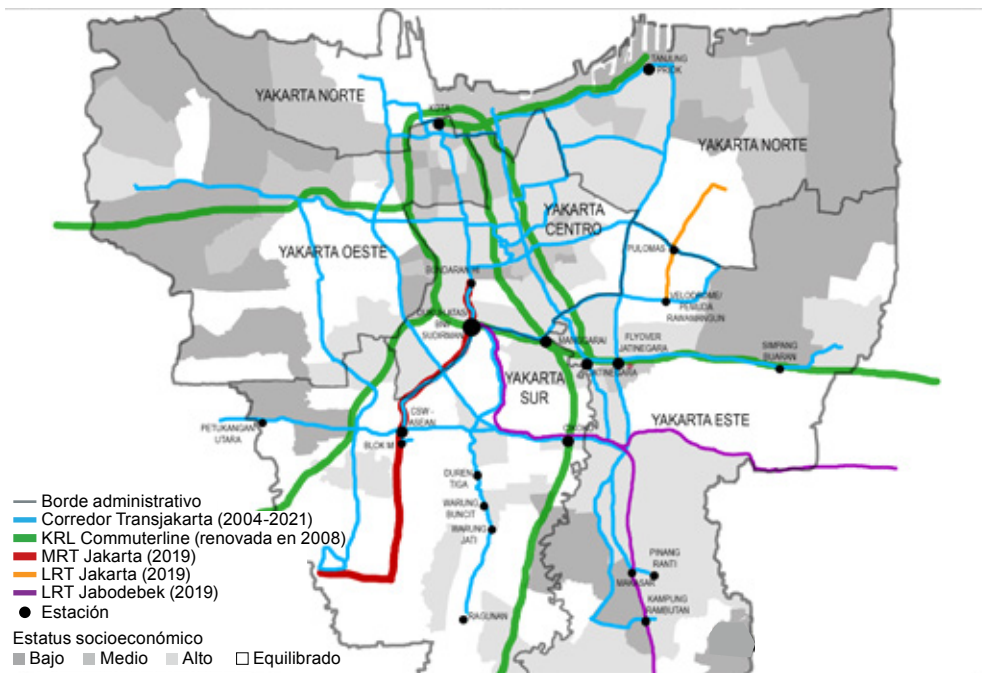 TANJUNG
PRIOK
YAKARTA NORTE
KOTA
YAKARTA NORTE
YAKARTA
CENTRO
YAKARTA OESTE
PULOMAS
BUNDARAN HI
VELODROME/
PEMUDA
RAWAMANGUN
DUKUH ATAS/
BNI
SUDIRMAN
MANGGARAI
FLYOVER
JATINEGARA
SIMPANG
BUARAN
JATINEGARA
YAKARTA
SUR
CSW -
ASEAN
YAKARTA ESTE
PETUKANGAN
UTARA
BLOK M
DUREN
TIGA
WARUNG
BUNCIT
WARUNG
JATI
PINANG
RANTI
MAKASAR
KAMPUNG
RAMBUTAN
RAGUNAN
Borde administrativo
Corredor Transjakarta (2004-2021)
KRL Commuterline (renovada en 2008)
MRT Jakarta (2019)
LRT Jakarta (2019)
LRT Jabodebek (2019)
Estación
Estatus socioeconómico
Bajo Medio Alto Equilibrado